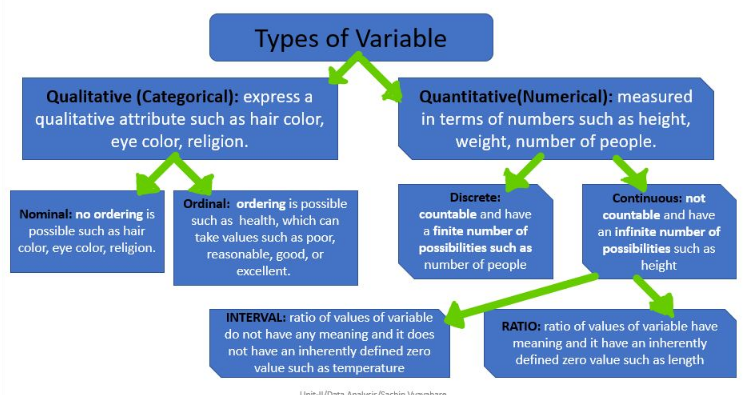 Types of Variable
Qualitative (Categorical): express a
qualitative attribute such as hair color,
eye color, religion.
Quantitative(Numerical): measured
in terms of numbers such as height,
weight, number of people.
Nominal: no ordering is
possible such as hair
color, eye color, religion.
Ordinal: ordering is possible
such as health, which can
take values such as poor,
reasonable, good, or
excellent.
Discrete:
countable and have
a finite number of
possibilities such as
number of people
Continuous: not
countable and have
an infinite number of
possibilities such as
height
INTERVAL: ratio of values of variable
do not have any meaning and it does
not have an inherently defined zero
value such as temperature
RATIO: ratio of values of variable have
meaning and it have an inherently
defined zero value such as length